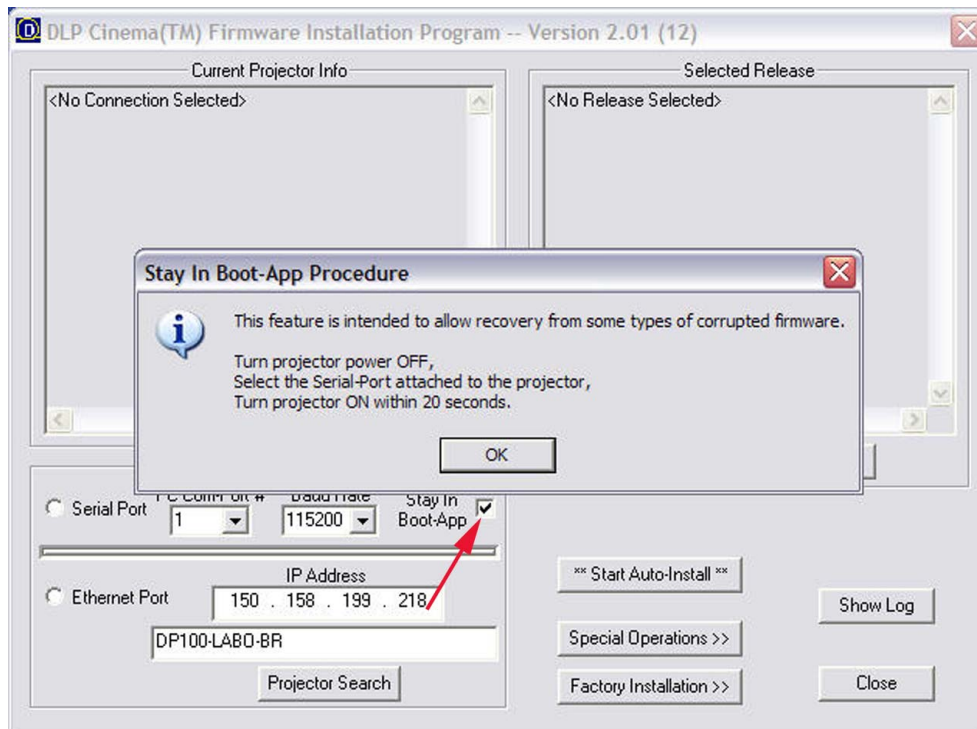 DLP Cinema(TM) Firmware Installation Program -- Version 2.01 (12)
Current Projector Info
<No Connection Selected>
Selected Release
<No Release Selected>
Stay In Boot-App Procedure
This feature is intended to allow recovery from some types of corrupted firmware.
Turn projector power OFF,
Select the Serial-Port attached to the projector,
Turn projector ON within 20 seconds.
OK
Serial Port
PC Com-Port #
1
Baud Rate
115200
Stay In
Boot-App
Ethernet Port
IP Address
150 . 158 . 199 . 218
DP100-LABO-BR
Projector Search
** Start Auto-Install **
Special Operations >>
Factory Installation >>
Show Log
Close